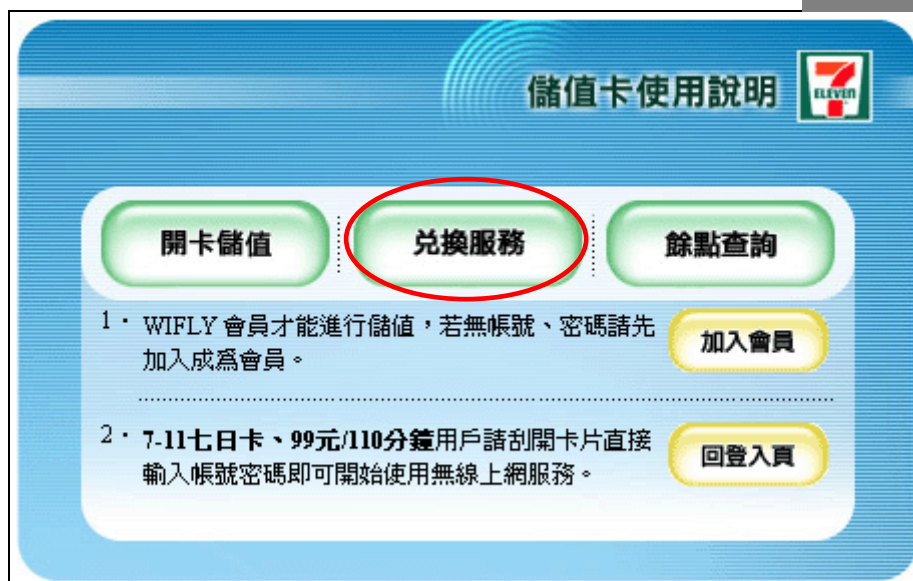 儲值卡使用說明
7
ELEVEN
開卡儲值
兌換服務
餘點查詢
1. WIFLY 會員才能進行儲值，若無帳號、密碼請先
加入成爲會員。
加入會員
2. 7-11七日卡、99元/110分鐘用戶請刮開卡片直接
輸入帳號密碼即可開始使用無線上網服務。
回登入頁